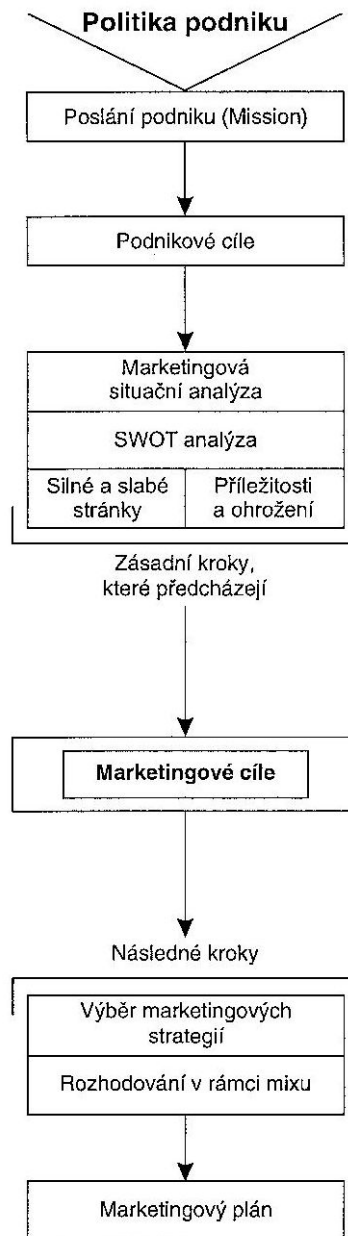 Politika podniku
Poslání podniku (Mission)
Podnikové cíle
Marketingová
situační analýza
SWOT analýza
Silné a slabé
stránky
Příležitosti
a ohrožení
Zásadní kroky,
které předcházejí
Marketingové cíle
Následné kroky
Výběr marketingových
strategií
Rozhodování v rámci mixu
Marketingový plán